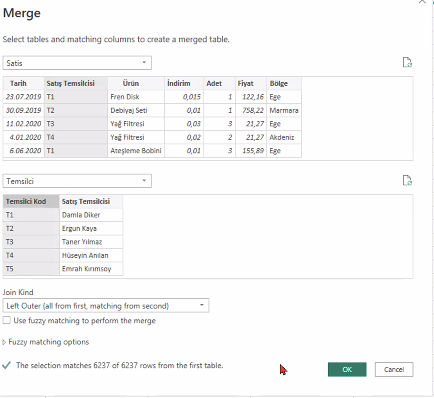 Merge
Select tables and matching columns to create a merged table.
Satis
Tarih Satış Temsilcisi Ürün İndirim Adet Fiyat Bölge
23.07.2019 T1 Fren Disk 0,015 1 122,16 Ege
30.09.2019 T2 Debiyaj Seti 0,01 1 758,22 Marmara
11.02.2020 T3 Yağ Filtresi 0,03 3 21,27 Ege
4.01.2020 T4 Yağ Filtresi 0,02 2 21,27 Akdeniz
6.06.2020 T1 Ateşleme Bobini 0,01 3 155,89 Ege
Temsilci
Temsilci Kod Satış Temsilcisi
T1 Damla Diker
T2 Ergun Kaya
T3 Taner Yılmaz
T4 Hüseyin Anılan
T5 Emrah Kırımsoy
Join Kind
Left Outer (all from first, matching from second)
Use fuzzy matching to perform the merge
Fuzzy matching options
The selection matches 6237 of 6237 rows from the first table.
OK Cancel